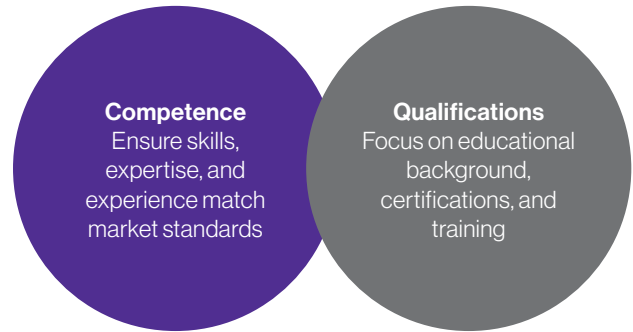 Competence
Ensure skills,
expertise, and
experience match
market standards
Qualifications
Focus on educational
background,
certifications, and
training